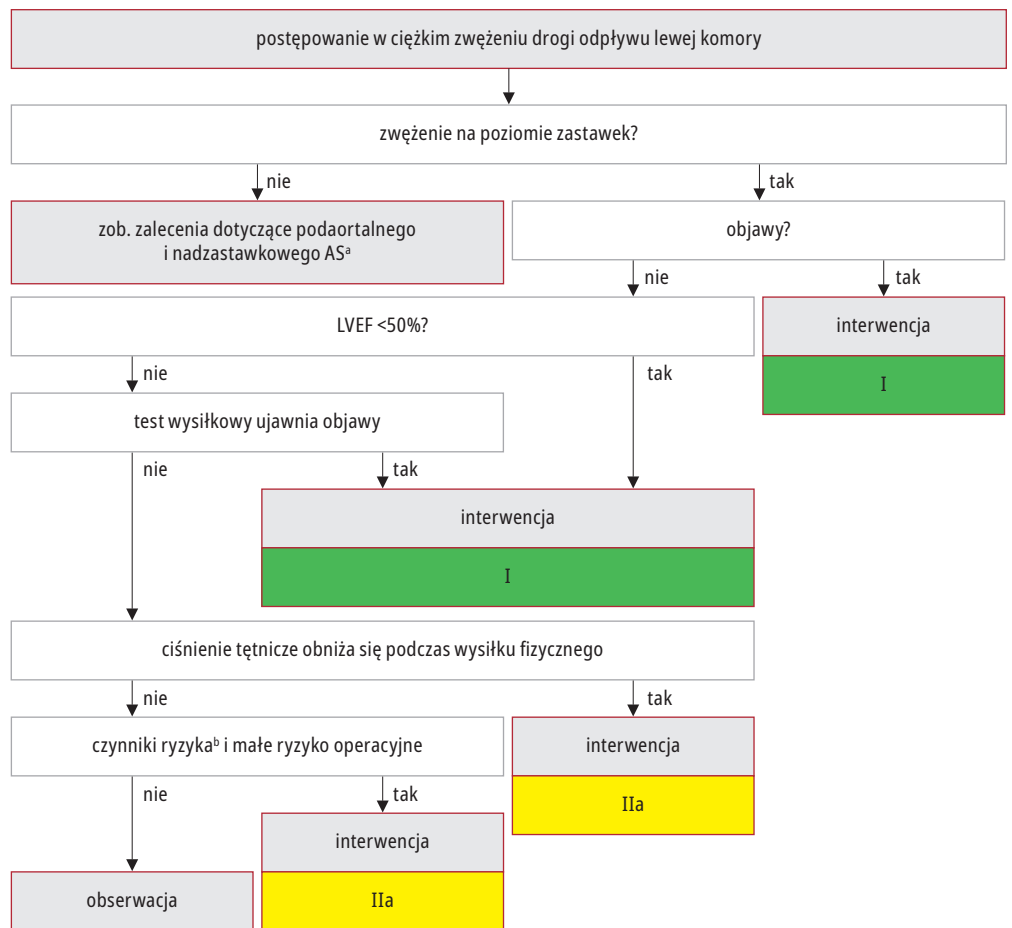 postępowanie w ciężkim zwężeniu drogi odpływu lewej komory
zwężenie na poziomie zastawek?
nie
tak
zob. zalecenia dotyczące podaortalnego
i nadzastawkowego ASᵃ
objawy?
nie
tak
LVEF <50%?
interwencja
I
nie
tak
test wysiłkowy ujawnia objawy
nie
tak
interwencja
I
ciśnienie tętnicze obniża się podczas wysiłku fizycznego
nie
tak
czynniki ryzykaᵇ i małe ryzyko operacyjne
interwencja
IIa
nie
tak
interwencja
IIa
obserwacja